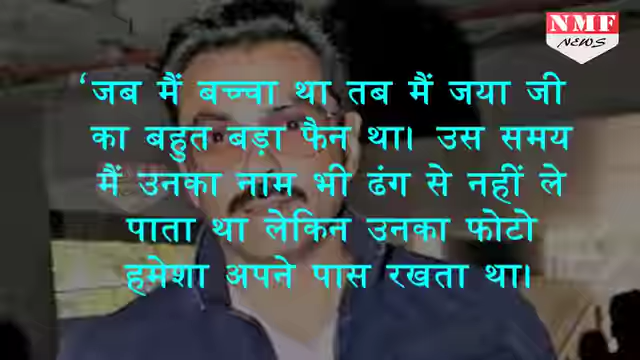 NMF
NEWS
‘जब मैं बच्चा था तब मैं जया जी
का बहुत बड़ा फैन था। उस समय
मैं उनका नाम भी ढंग से नहीं ले
पाता था लेकिन उनका फोटो
हमेशा अपने पास रखता था।